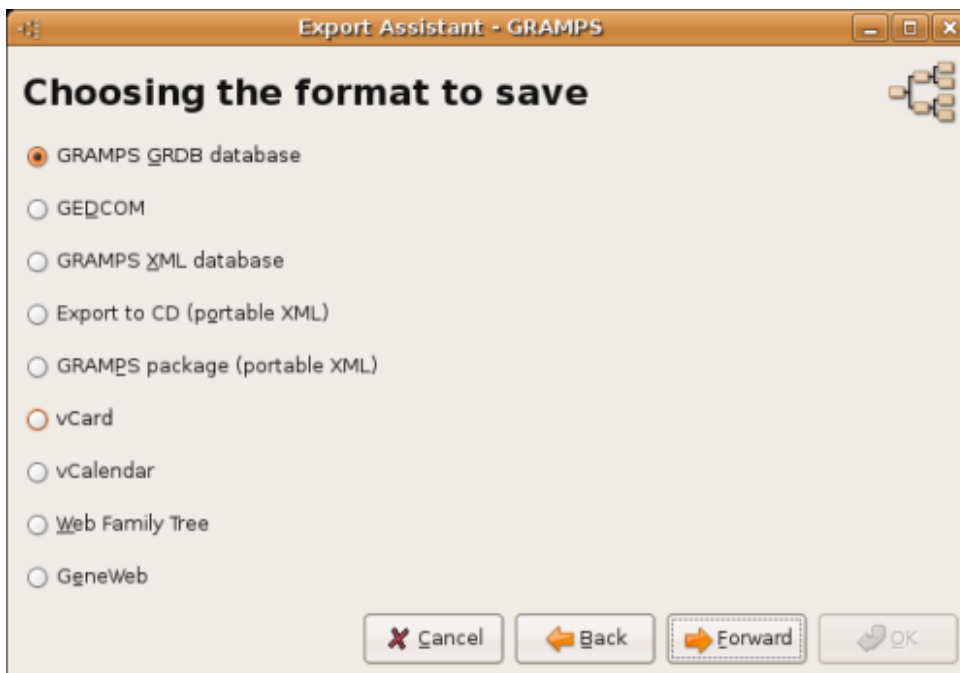 Export Assistant - GRAMPS
Choosing the format to save
GRAMPS GRDB database
GEDCOM
GRAMPS XML database
Export to CD (portable XML)
GRAMPS package (portable XML)
vCard
vCalendar
Web Family Tree
GeneWeb
Cancel Back Forward OK